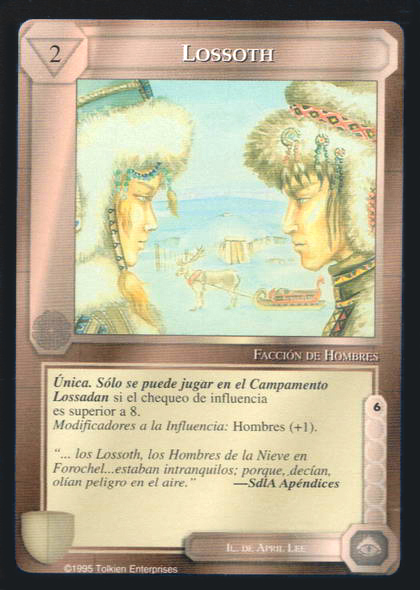 2
LOSSOTH
FACCIÓN DE HOMBRES
Única. Sólo se puede jugar en el Campamento
Lossadan si el chequeo de influencia
es superior a 8.
Modificadores a la Influencia: Hombres (+1).
6
“... los Lossoth, los Hombres de la Nieve en
Forochel...estaban intranquilos; porque, decían,
olían peligro en el aire.” —SdlA Apéndices
IL. DE APRIL LEE
©1995 Tolkien Enterprises